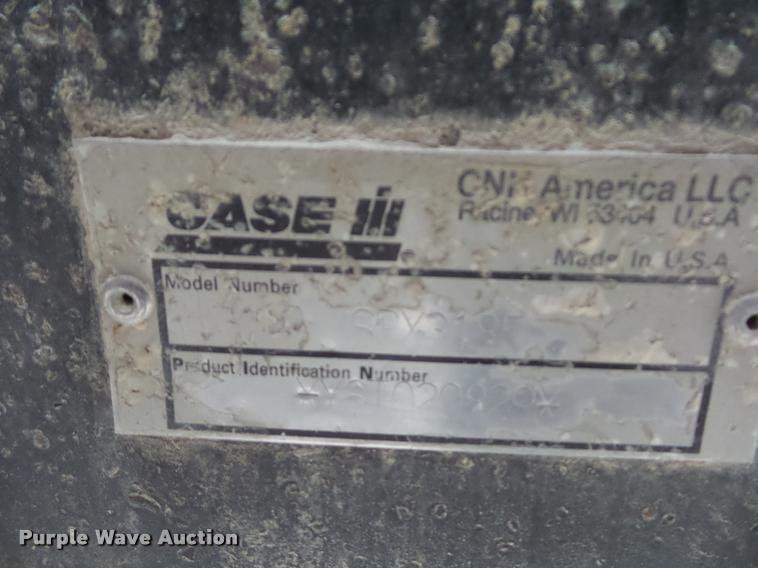 CASE IH
CNH America LLC
Racine, WI 53404 U.S.A
Made In U.S.A
Model Number
Product Identification Number
Purple Wave Auction